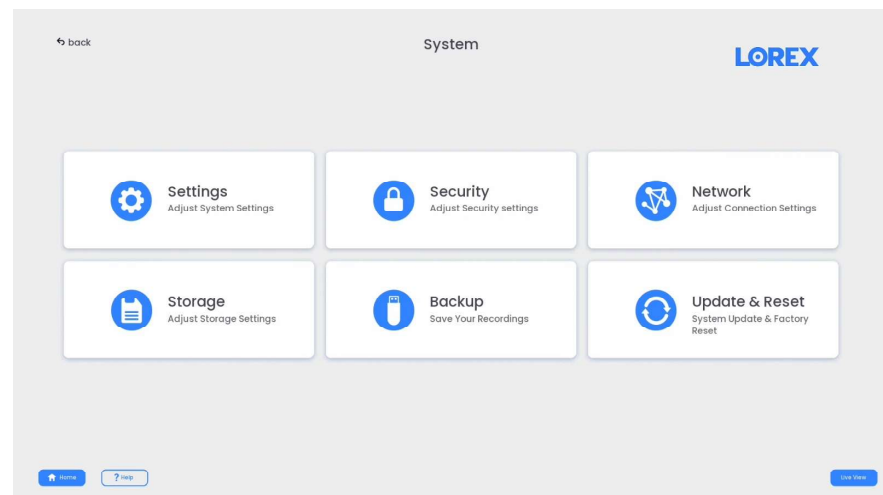 back
System
LOREX
Settings
Adjust System Settings
Security
Adjust Security settings
Network
Adjust Connection Settings
Storage
Adjust Storage Settings
Backup
Save Your Recordings
Update & Reset
System Update & Factory
Reset
Home
? Help
Live View